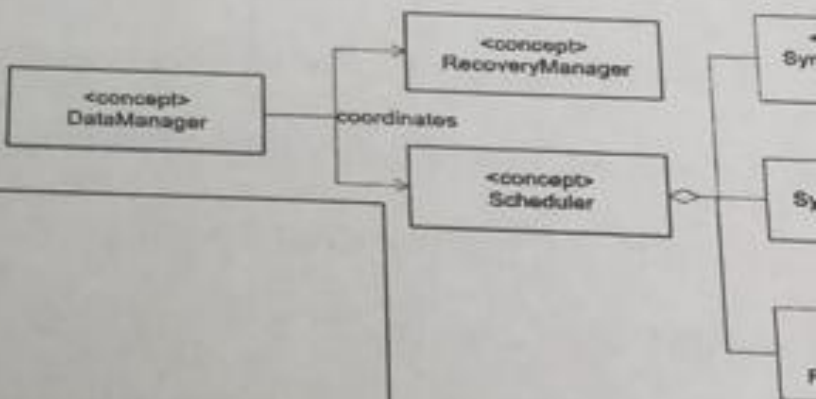 <concept>
RecoveryManager
<concept>
DataManager
coordinates
<concept>
Scheduler